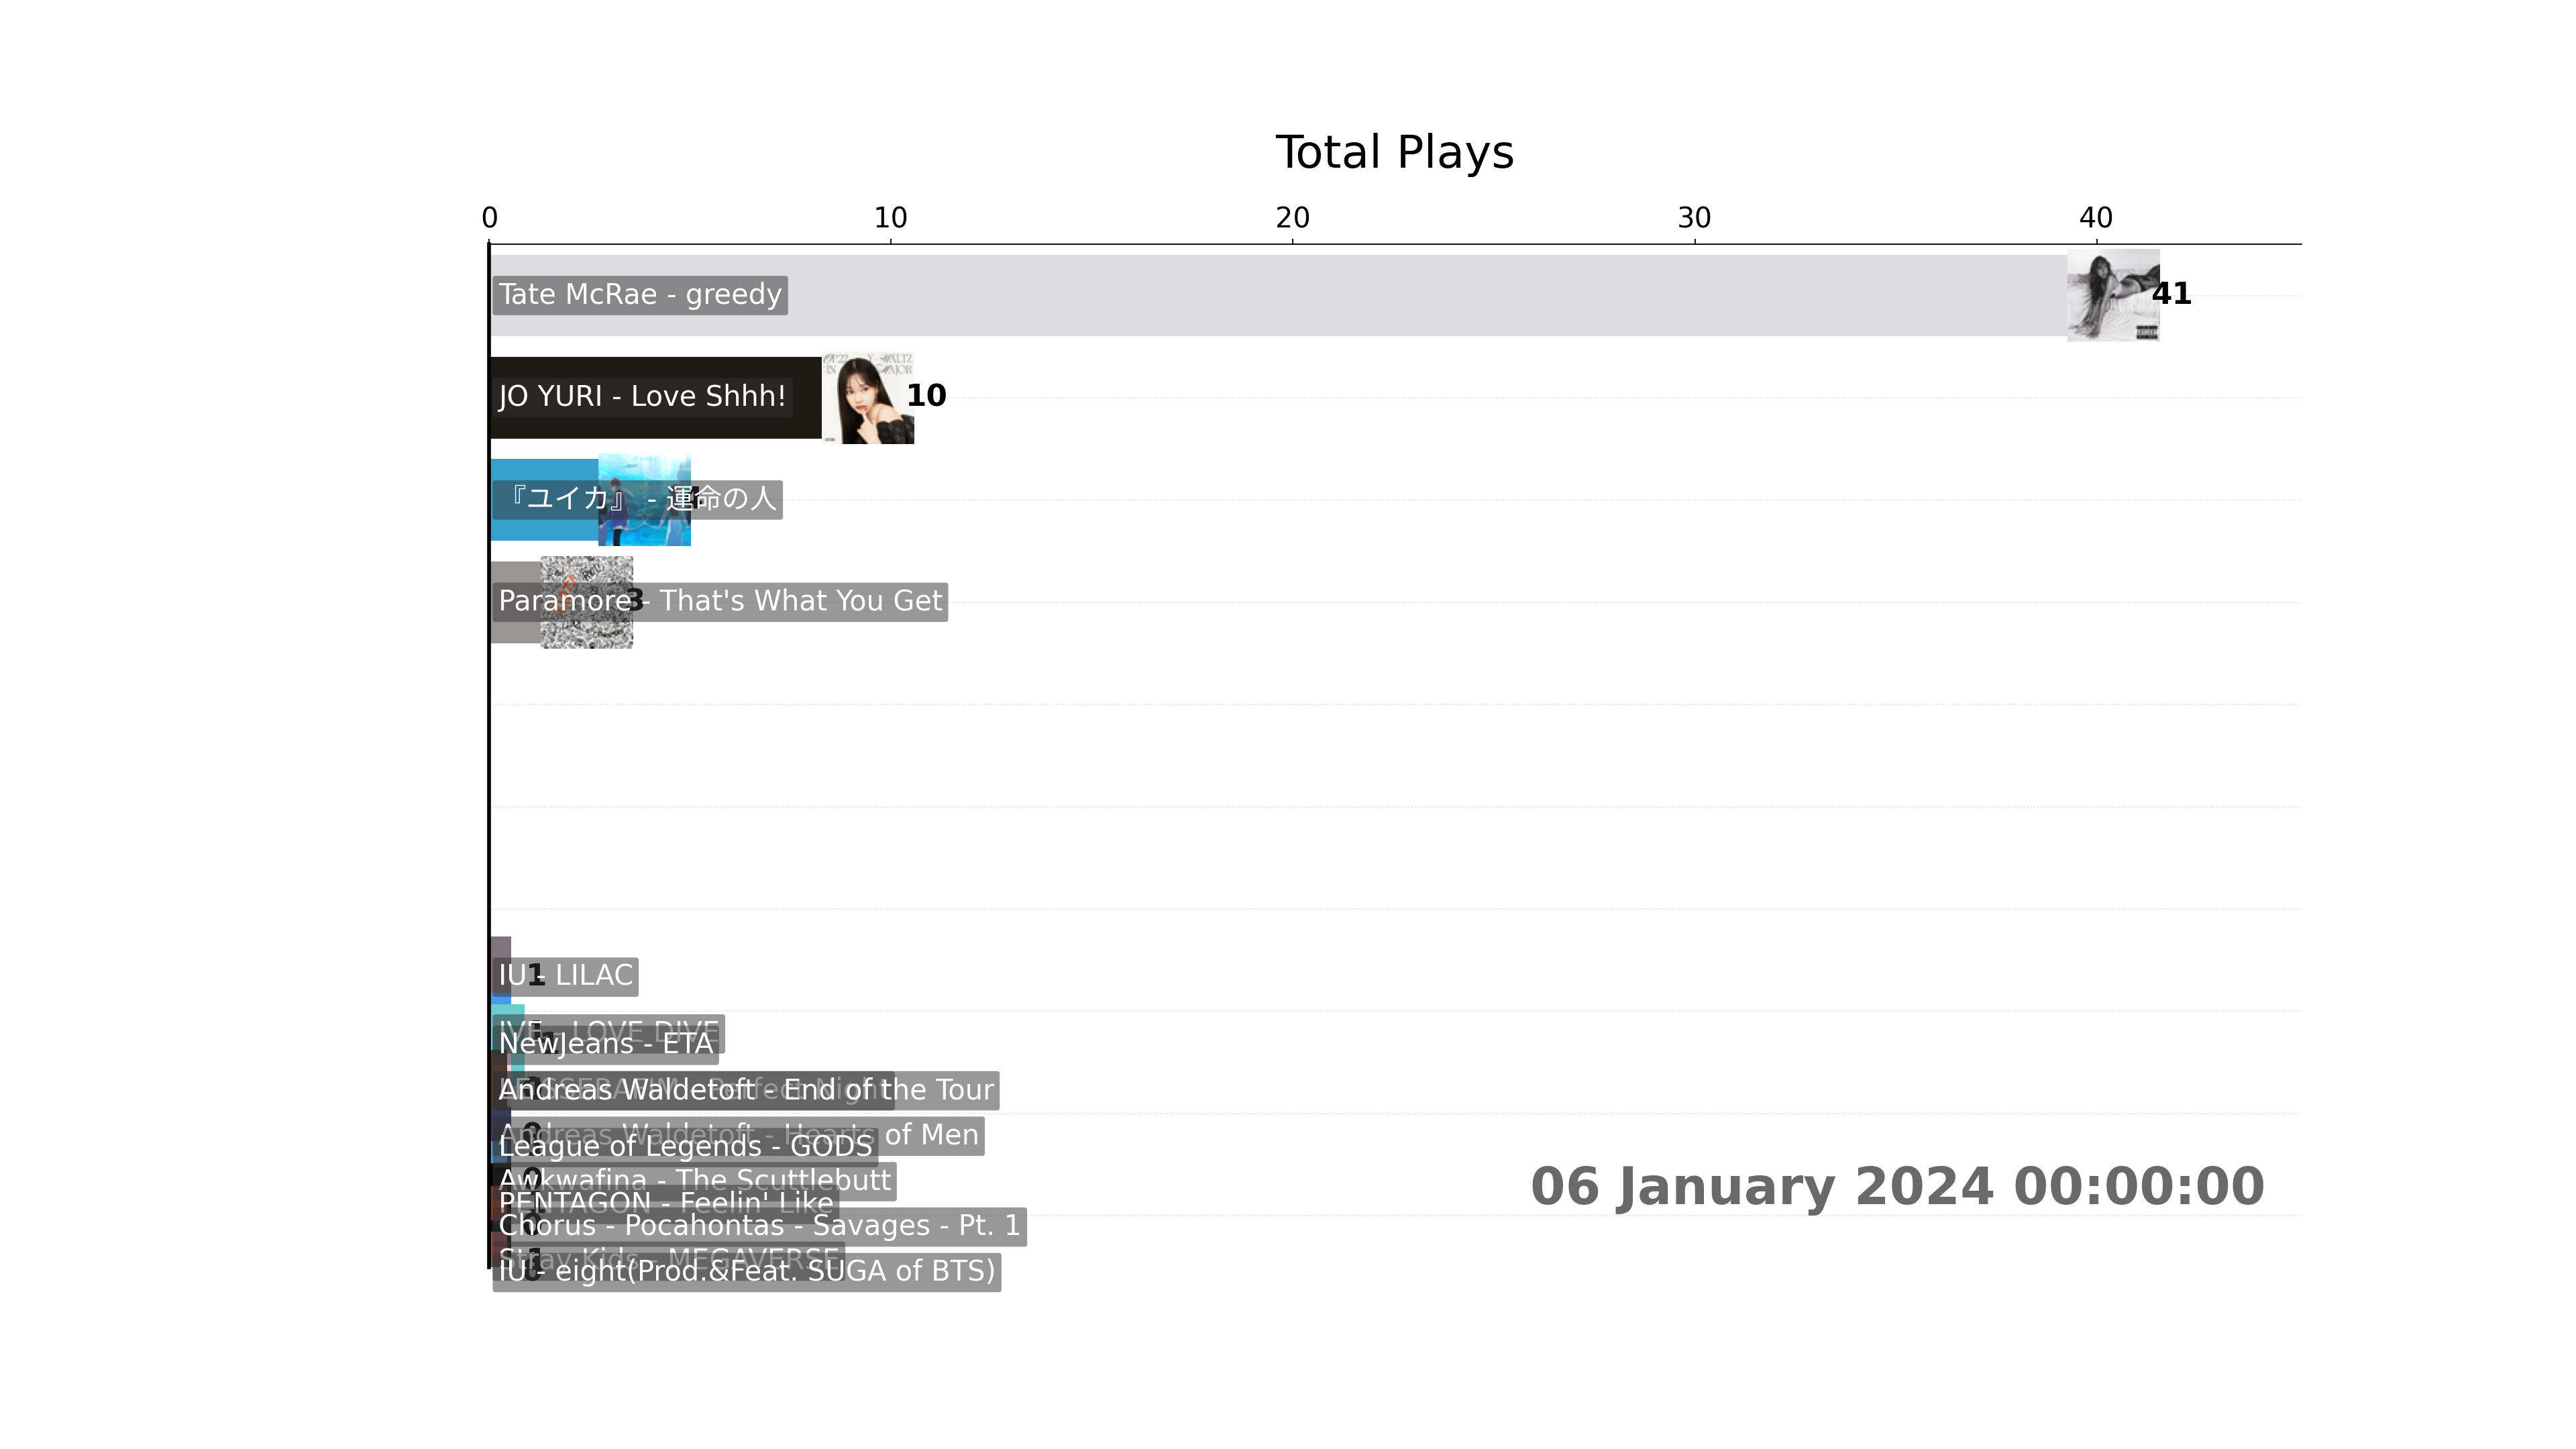 Total Plays
0 10 20 30 40
Tate McRae - greedy 41
JO YURI - Love Shhh! 10
『ユイカ』 - 運命の人
Paramore - That's What You Get 3
IU - LILAC 1
IVE - LOVE DIVE
NewJeans - ETA
Andreas Waldetoft - End of the Tour
Andreas Waldetoft - Hearts of Men
League of Legends - GODS
Awkwafina - The Scuttlebutt
06 January 2024 00:00:00
PENTAGON - Feelin' Like
Chorus - Pocahontas - Savages - Pt. 1
Stray Kids - MEGAVERSE
IU - eight(Prod.&Feat. SUGA of BTS)